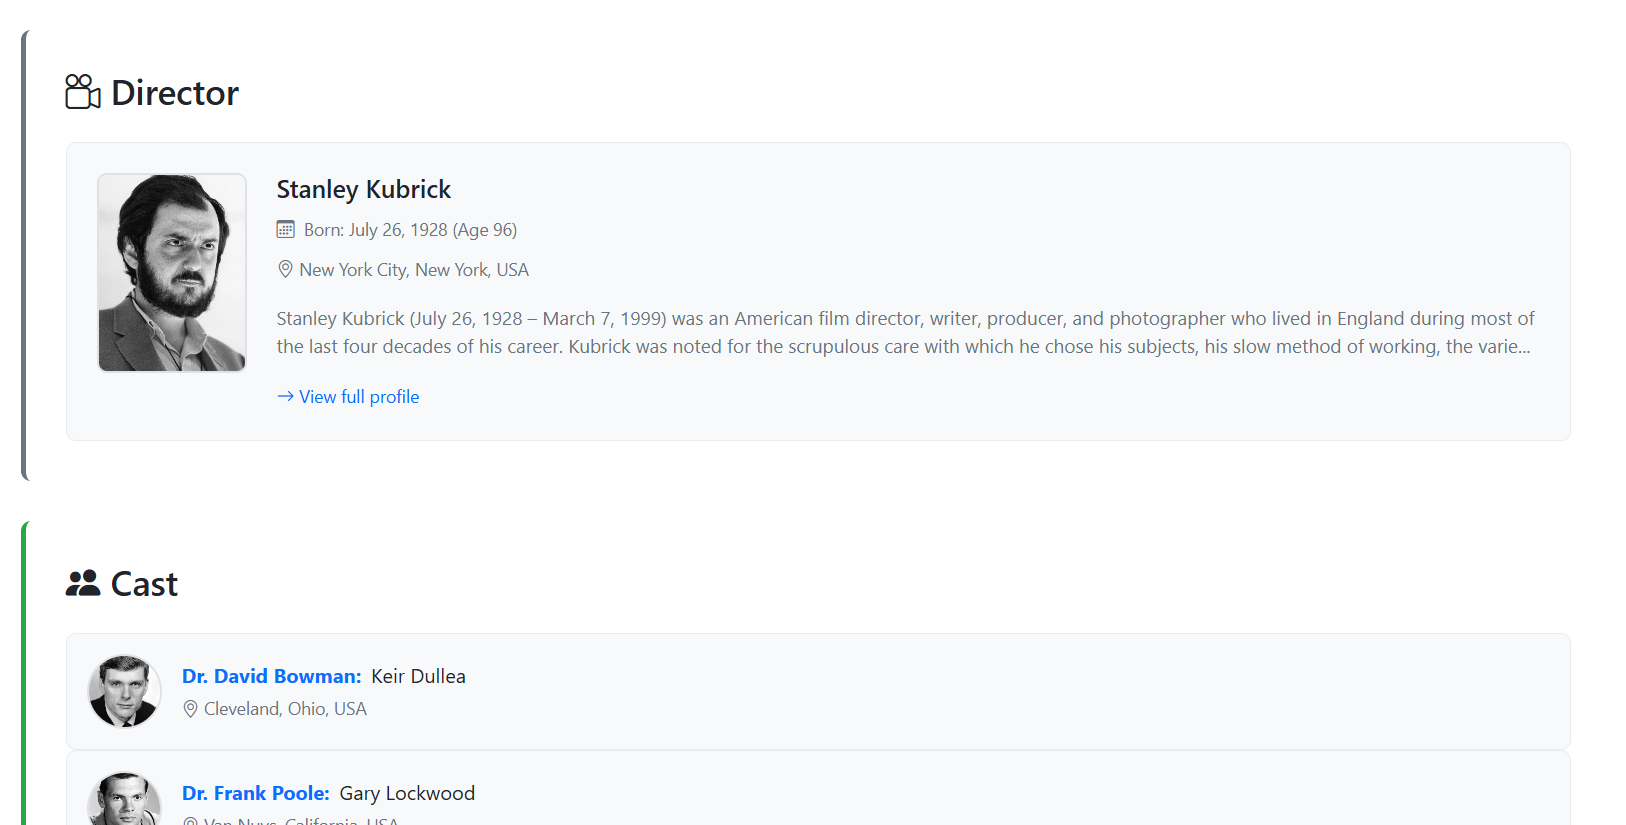 Director
Stanley Kubrick
Born: July 26, 1928 (Age 96)
New York City, New York, USA
Stanley Kubrick (July 26, 1928 – March 7, 1999) was an American film director, writer, producer, and photographer who lived in England during most of
the last four decades of his career. Kubrick was noted for the scrupulous care with which he chose his subjects, his slow method of working, the varie...
→ View full profile
Cast
Dr. David Bowman: Keir Dullea
Cleveland, Ohio, USA
Dr. Frank Poole: Gary Lockwood
Van Nuys, California, USA